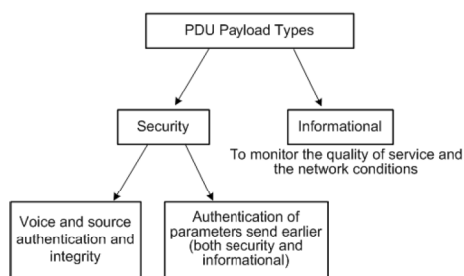 PDU Payload Types
Security
Informational
To monitor the quality of service and
the network conditions
Voice and source
authentication and
integrity
Authentication of
parameters send earlier
(both security and
informational)